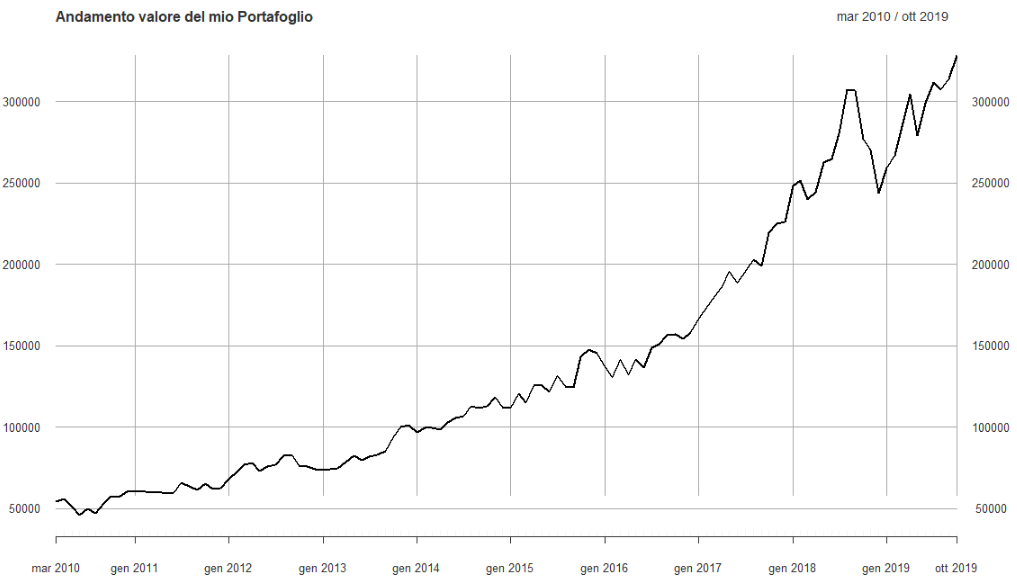 Andamento valore del mio Portafoglio
mar 2010 / ott 2019
300000 300000
250000 250000
200000 200000
150000 150000
100000 100000
50000 50000
mar 2010 gen 2011 gen 2012 gen 2013 gen 2014 gen 2015 gen 2016 gen 2017 gen 2018 gen 2019 ott 2019